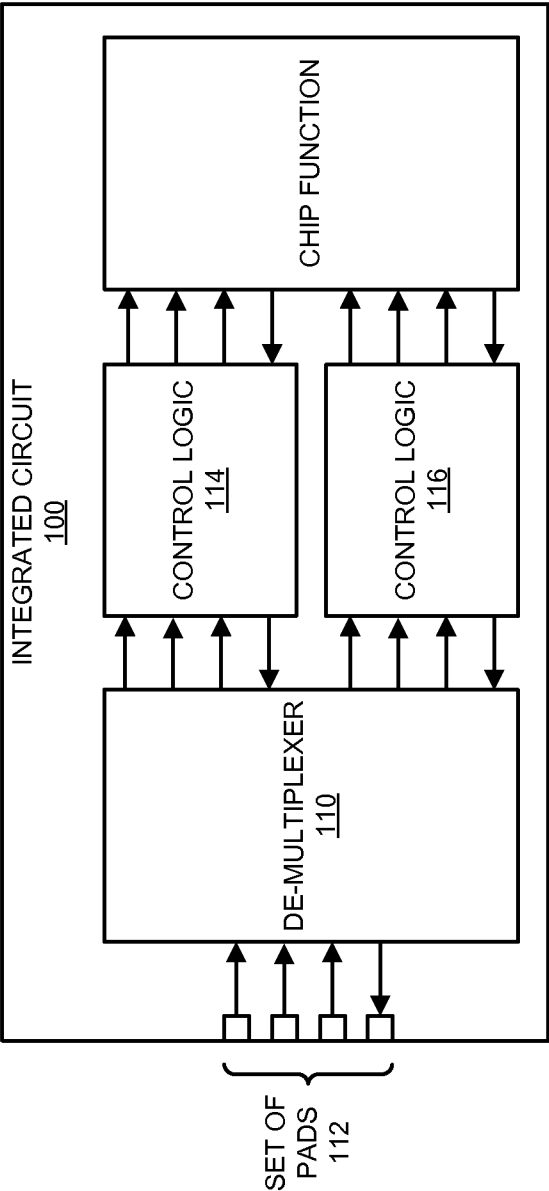 INTEGRATED CIRCUIT
100
SET OF
PADS
112
DE-MULTIPLEXER
110
CONTROL LOGIC
114
CONTROL LOGIC
116
CHIP FUNCTION